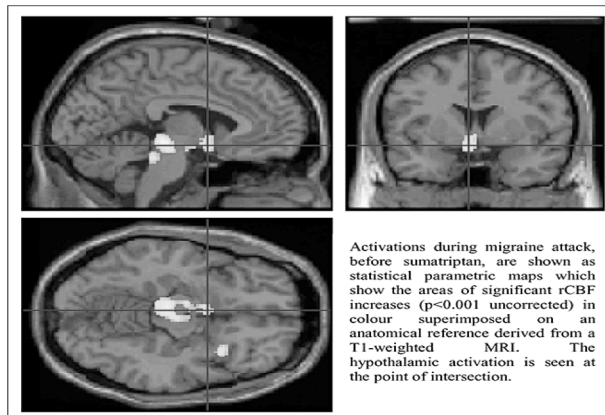 Activations during migraine attack,
before sumatriptan, are shown as
statistical parametric maps which
show the areas of significant rCBF
increases (p<0.001 uncorrected) in
colour superimposed on an
anatomical reference derived from a
T1-weighted MRI. The
hypothalamic activation is seen at
the point of intersection.